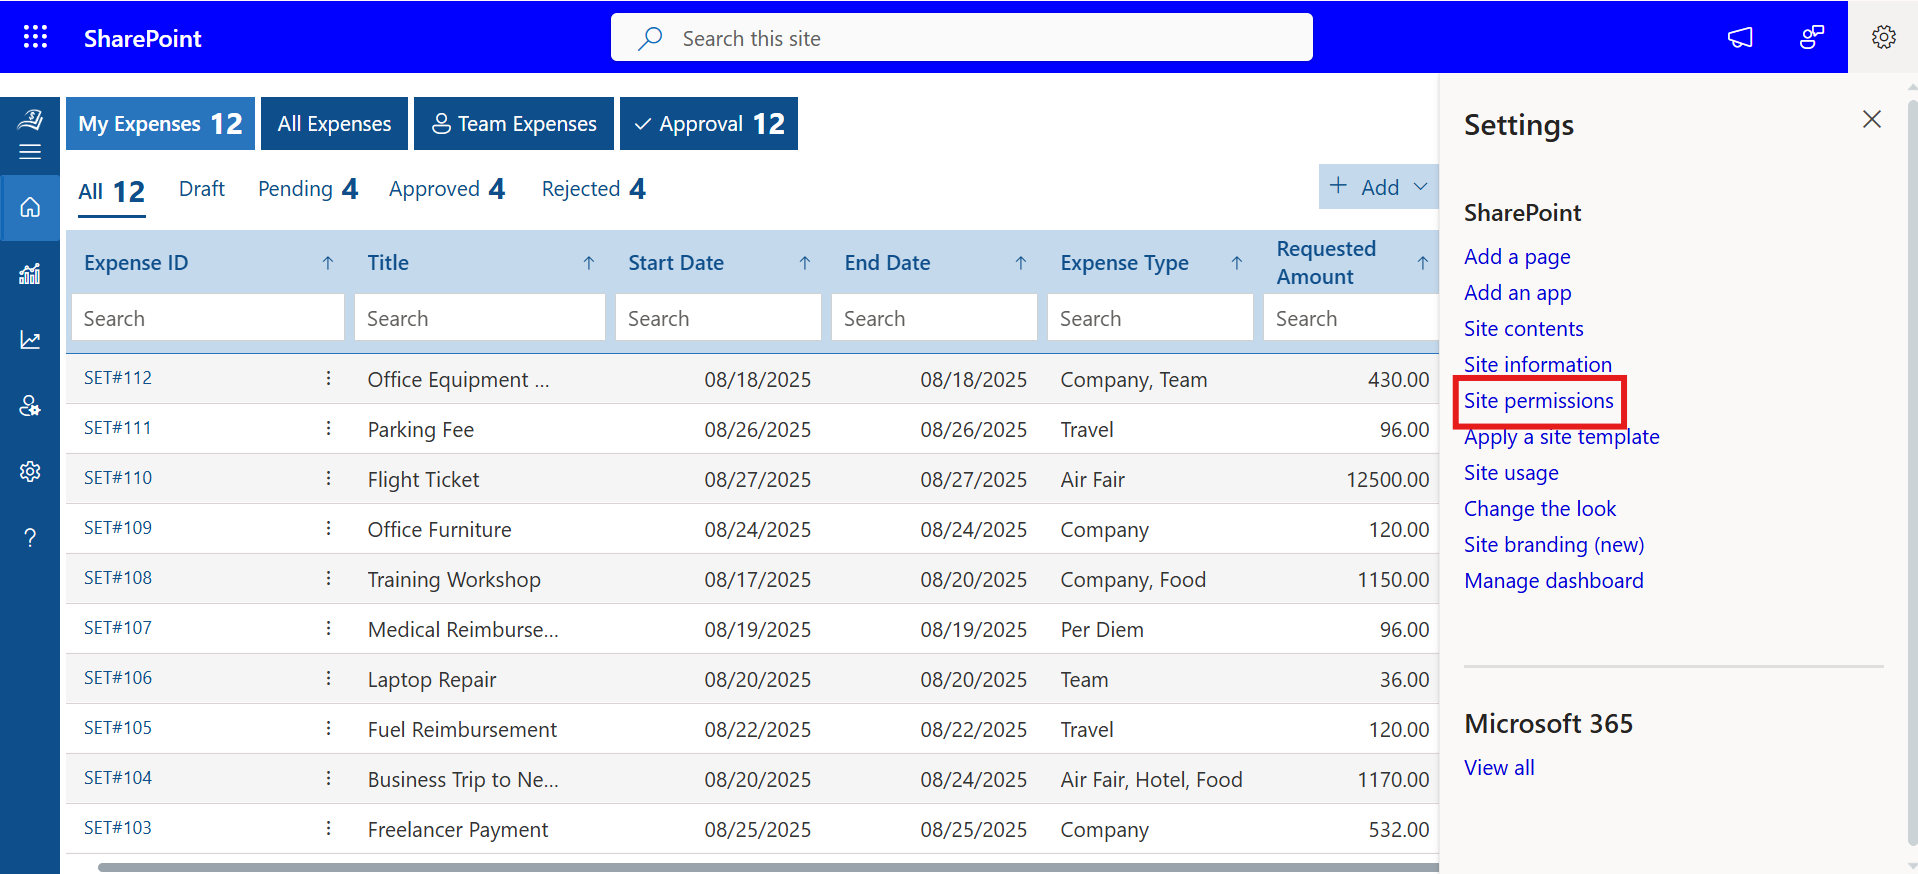 SharePoint
Search this site
My Expenses 12
All Expenses
Team Expenses
Approval 12
All 12
Draft
Pending 4
Approved 4
Rejected 4
+ Add
Expense ID Title Start Date End Date Expense Type Requested Amount
Search Search Search Search Search Search
SET#112 Office Equipment ... 08/18/2025 08/18/2025 Company, Team 430.00
SET#111 Parking Fee 08/26/2025 08/26/2025 Travel 96.00
SET#110 Flight Ticket 08/27/2025 08/27/2025 Air Fair 12500.00
SET#109 Office Furniture 08/24/2025 08/24/2025 Company 120.00
SET#108 Training Workshop 08/17/2025 08/20/2025 Company, Food 1150.00
SET#107 Medical Reimburse... 08/19/2025 08/19/2025 Per Diem 96.00
SET#106 Laptop Repair 08/20/2025 08/20/2025 Team 36.00
SET#105 Fuel Reimbursement 08/22/2025 08/22/2025 Travel 120.00
SET#104 Business Trip to Ne... 08/20/2025 08/24/2025 Air Fair, Hotel, Food 1170.00
SET#103 Freelancer Payment 08/25/2025 08/25/2025 Company 532.00
Settings
SharePoint
Add a page
Add an app
Site contents
Site information
Site permissions
Apply a site template
Site usage
Change the look
Site branding (new)
Manage dashboard
Microsoft 365
View all